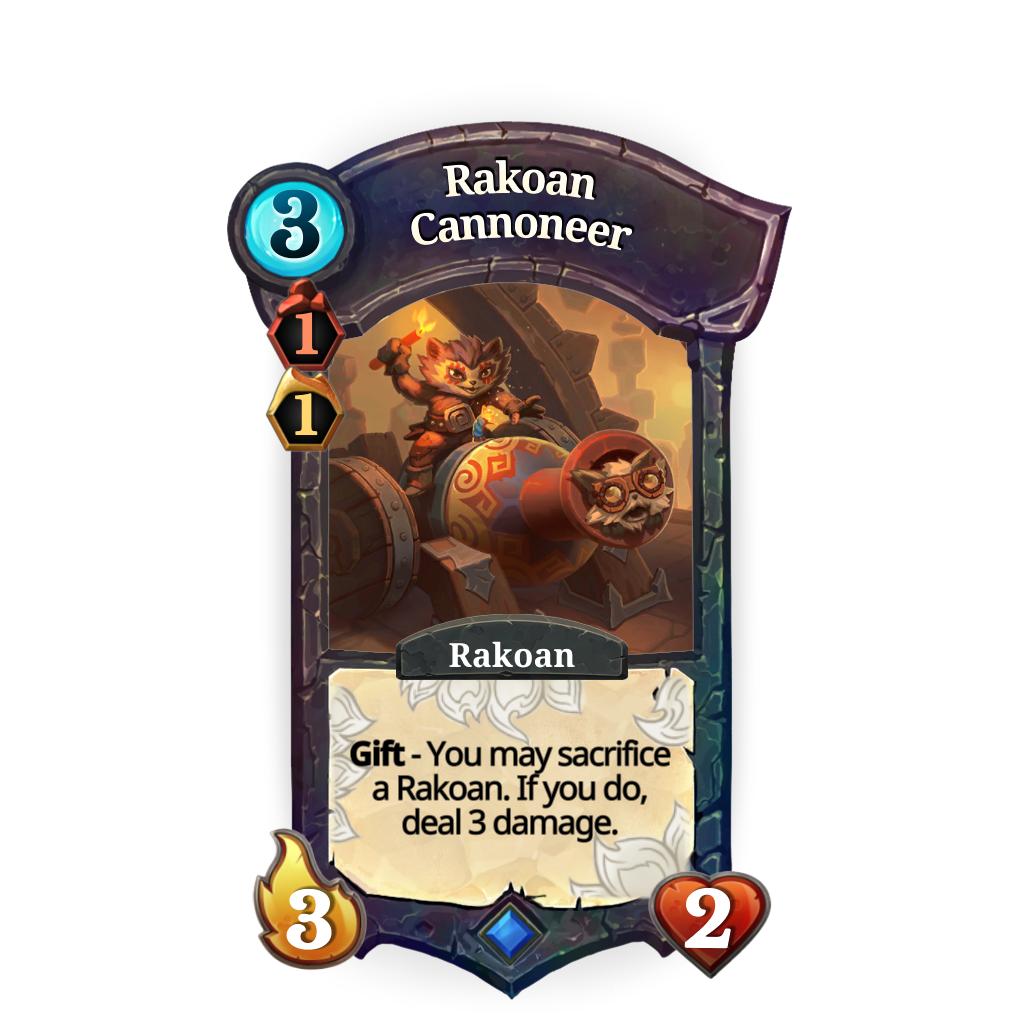 Rakoan
Cannoneer
3
1
1
Rakoan
Gift - You may sacrifice
a Rakoan. If you do,
deal 3 damage.
3
2